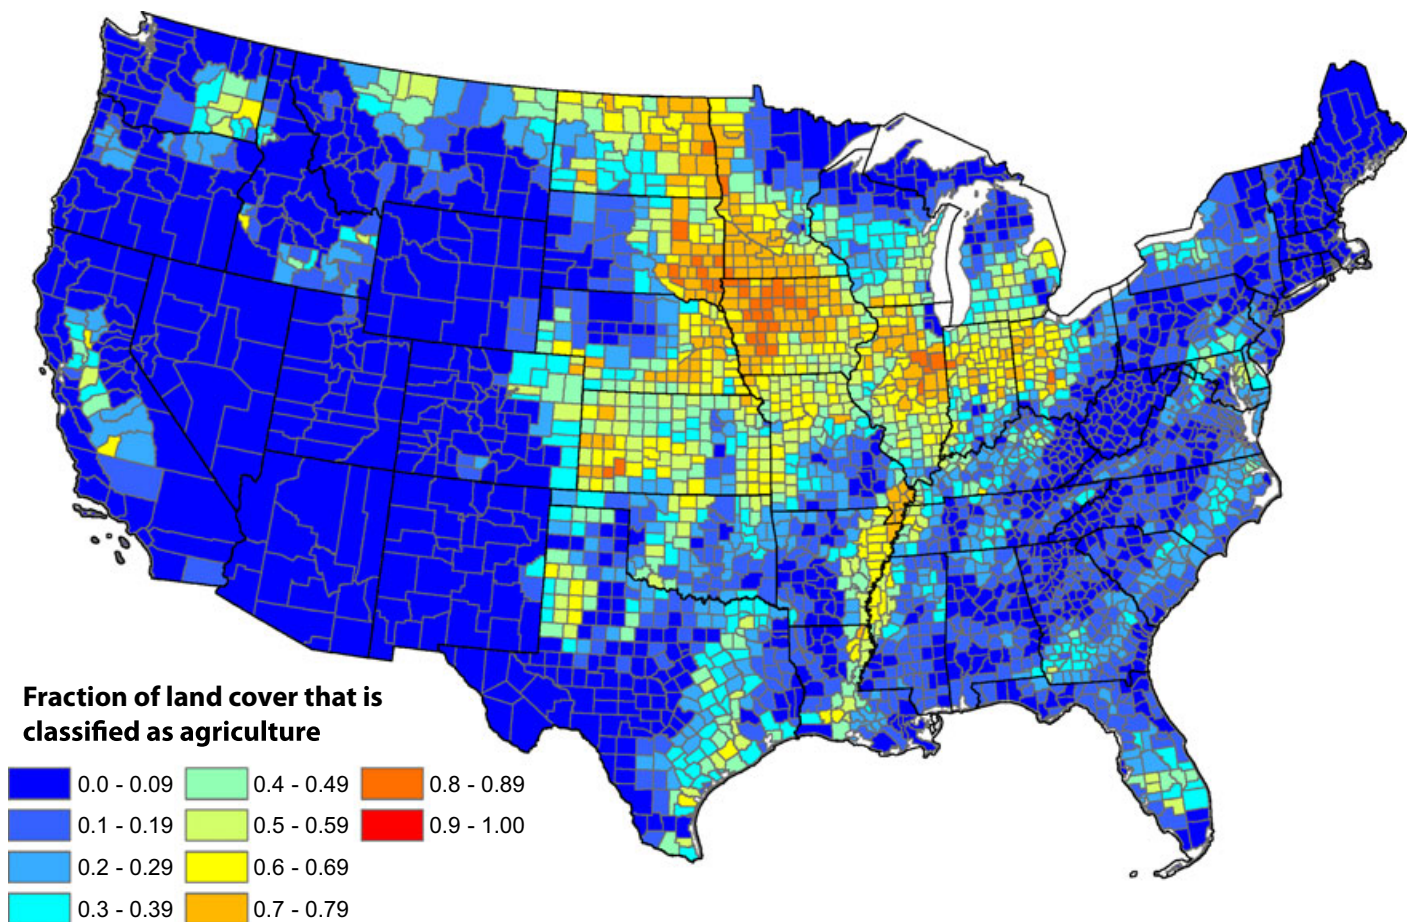 Fraction of land cover that is
classified as agriculture
0.0 - 0.09
0.1 - 0.19
0.2 - 0.29
0.3 - 0.39
0.4 - 0.49
0.5 - 0.59
0.6 - 0.69
0.7 - 0.79
0.8 - 0.89
0.9 - 1.00